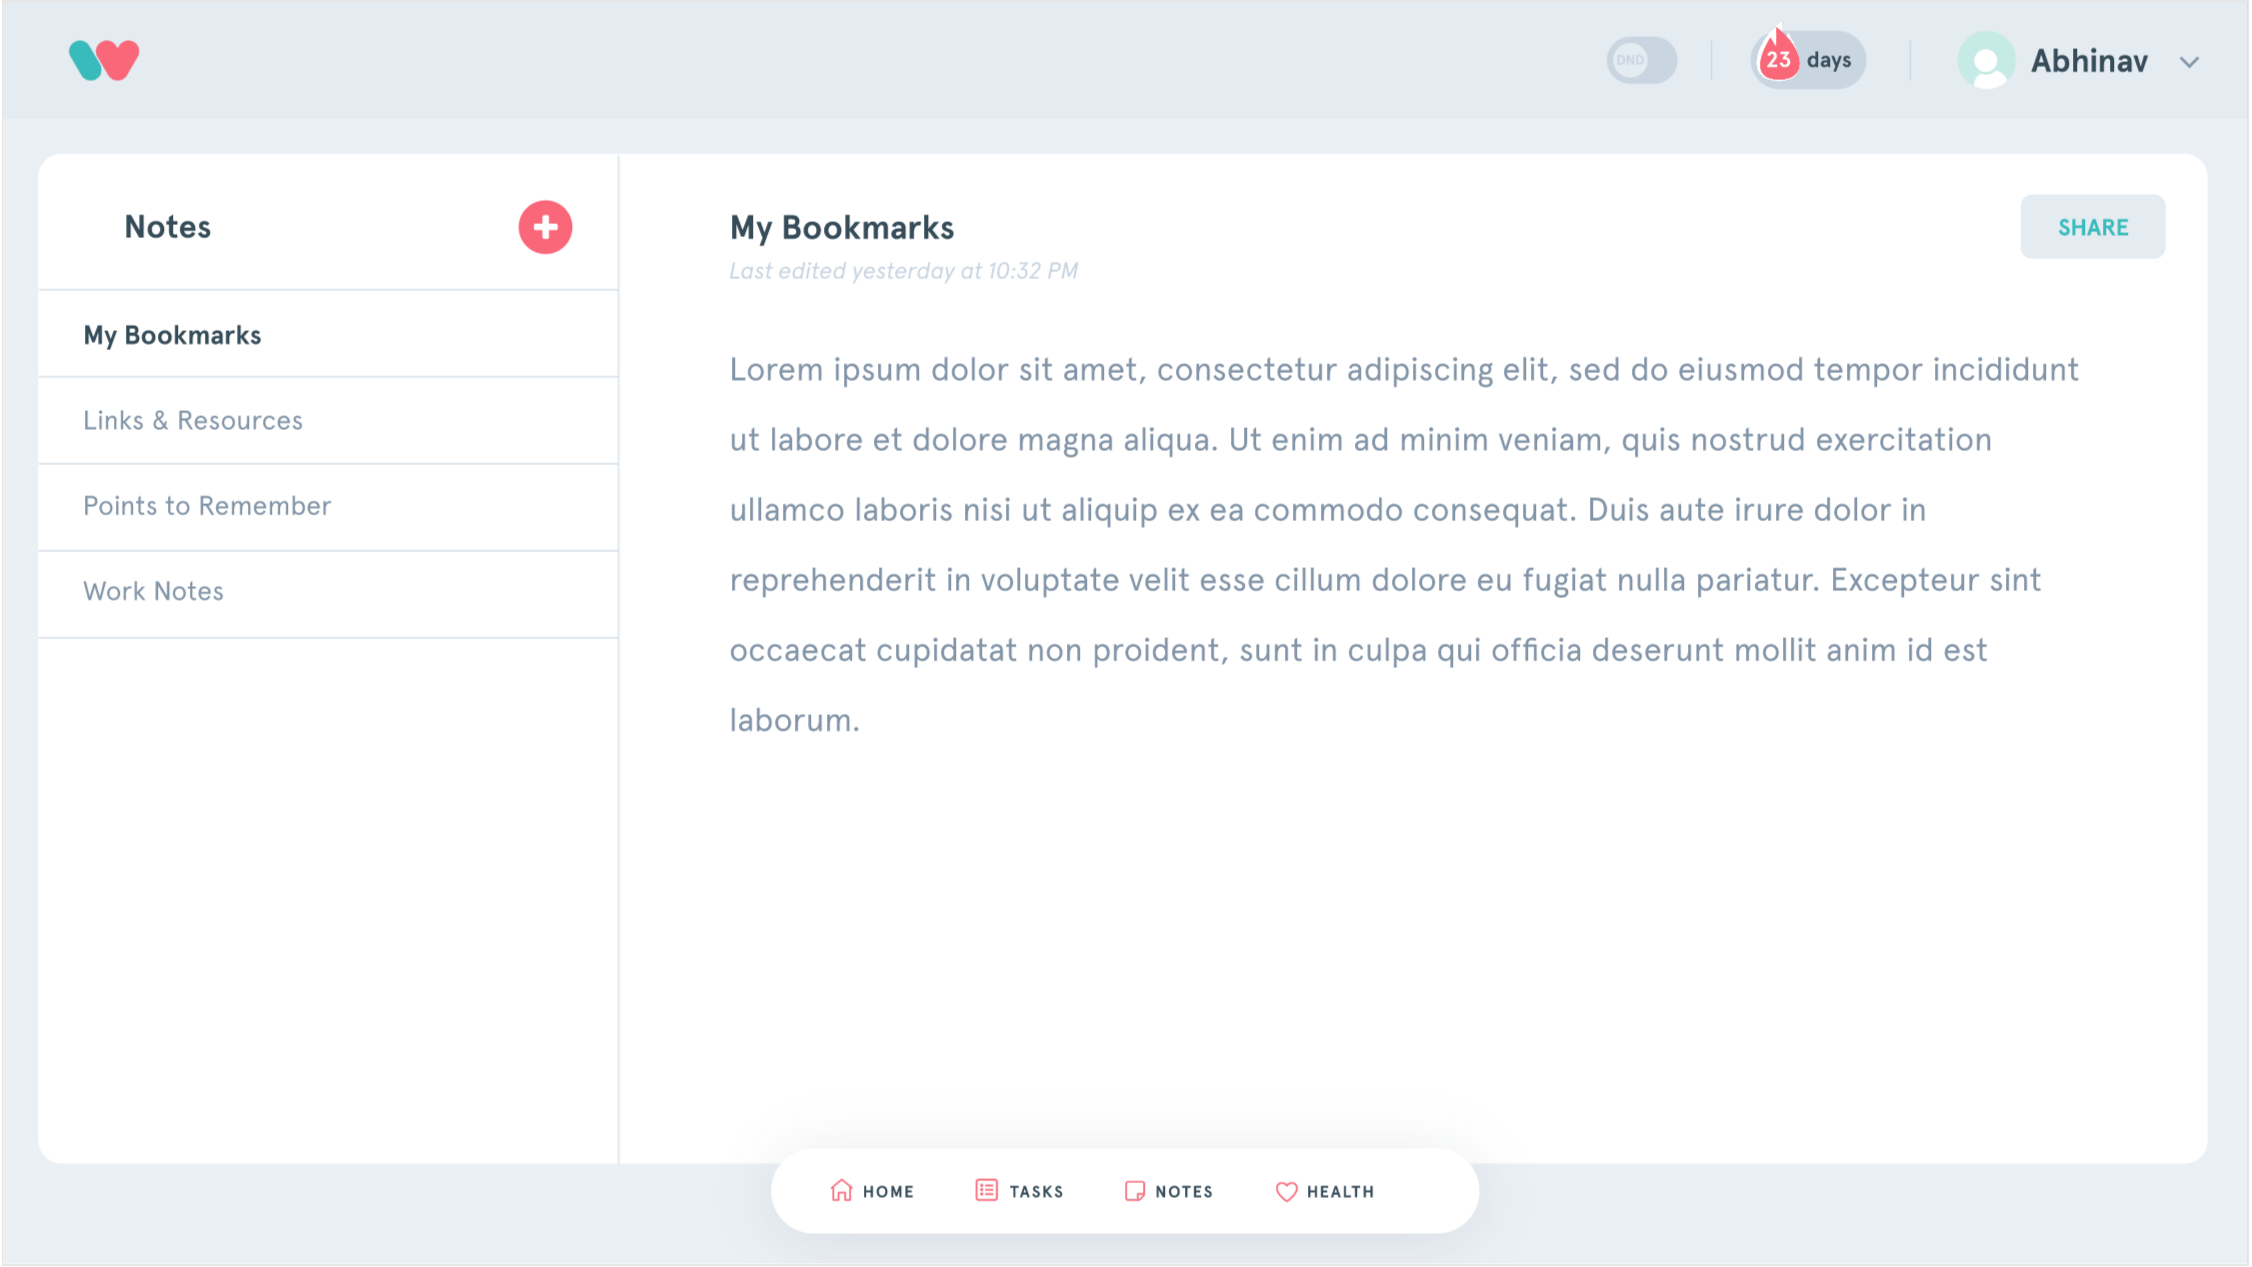 DND
23 days
Abhinav
Notes
My Bookmarks
Links & Resources
Points to Remember
Work Notes
My Bookmarks
SHARE
Last edited yesterday at 10:32 PM
Lorem ipsum dolor sit amet, consectetur adipiscing elit, sed do eiusmod tempor incididunt
ut labore et dolore magna aliqua. Ut enim ad minim veniam, quis nostrud exercitation
ullamco laboris nisi ut aliquip ex ea commodo consequat. Duis aute irure dolor in
reprehenderit in voluptate velit esse cillum dolore eu fugiat nulla pariatur. Excepteur sint
occaecat cupidatat non proident, sunt in culpa qui officia deserunt mollit anim id est
laborum.
HOME
TASKS
NOTES
HEALTH